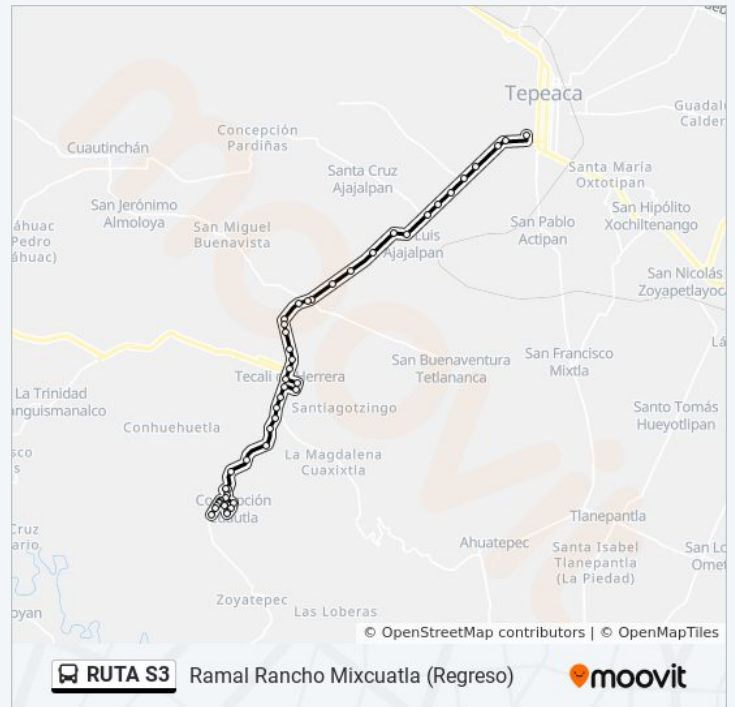 Tepeaca
Guadal
Calder
Concepción
Pardiñas
Cuautinchán
Santa Cruz
Ajajalpan
Santa María
Oxtotipan
San Jerónimo
Almoloya
San Hipólito
Xochiltenango
San Miguel
Buenavista
San Pablo
Actipan
áhuac
Pedro
áhuac)
Luis
Ajajalpan
San Nicolás
Zoyapetlayoca
Lá
San Buenaventura
Tetlananca
San Francisco
Mixtla
Tecali de Herrera
La Trinidad
anguismanalco
Santiagotzingo
Santo Tomás
Hueyotlipan
Conhuehuetla
La Magdalena
Cuaxixtla
sco
s
Cruz
ario
Tlanepantla
Ahuatepec
Santa Isabel
Tlanepantla
(La Piedad)
San Lo
Omet
Zoyatepec
Las Loberas
oyan
moovit
© OpenStreetMap contributors | © OpenMapTiles
RUTA S3 Ramal Rancho Mixcuatla (Regreso) moovit